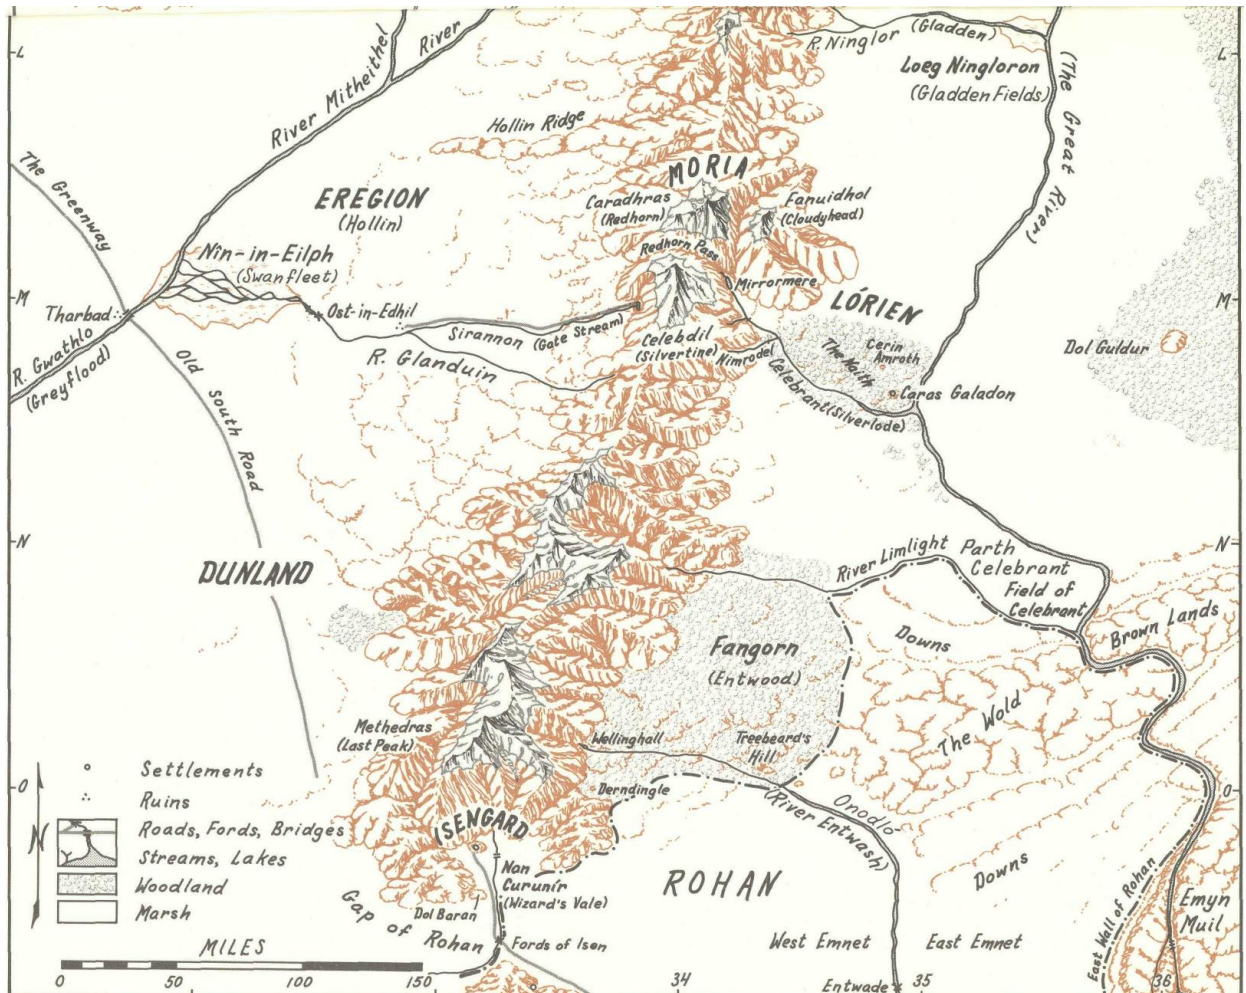 L
L
R. Ninglor (Gladden)
River Mitheithel
River
Loeg Ningloron
(Gladden Fields)
(The Great River)
Hollin Ridge
The Greenway
MORIA
EREGION
(Hollin)
Caradhras
(Redhorn)
Fanuidhol
(Cloudyhead)
Nîn-in-Eilph
(Swanfleet)
Redhorn Pass
Mirrormere
M
M
Tharbad
Ost-in-Edhil
LÓRIEN
Sirannon (Gate Stream)
R. Gwathlo
(Greyflood)
R. Glanduin
Celebdil
(Silvertine)
Nimrodel
The Naith
Cerin
Amroth
Dol Guldur
Old South Road
Celebrant (Silverlode)
Caras Galadon
N
N
River Limlight
Parth
Celebrant
Field of
Celebrant
DUNLAND
Brown Lands
Downs
Fangorn
(Entwood)
The Wold
Methedras
(Last Peak)
Wellinghall
Treebeard's
Hill
Derndingle
O
O
Onodló
(River Entwash)
Settlements
Ruins
Roads, Fords, Bridges
Streams, Lakes
Woodland
Marsh
N
ISENGARD
Nan
Curunír
(Wizard's Vale)
Dol Baran
Gap of Rohan
Fords of Isen
ROHAN
Downs
East Wall of Rohan
Emyn
Muil
West Emnet
East Emnet
MILES
0 50 100 150
34
35
36
Entwade